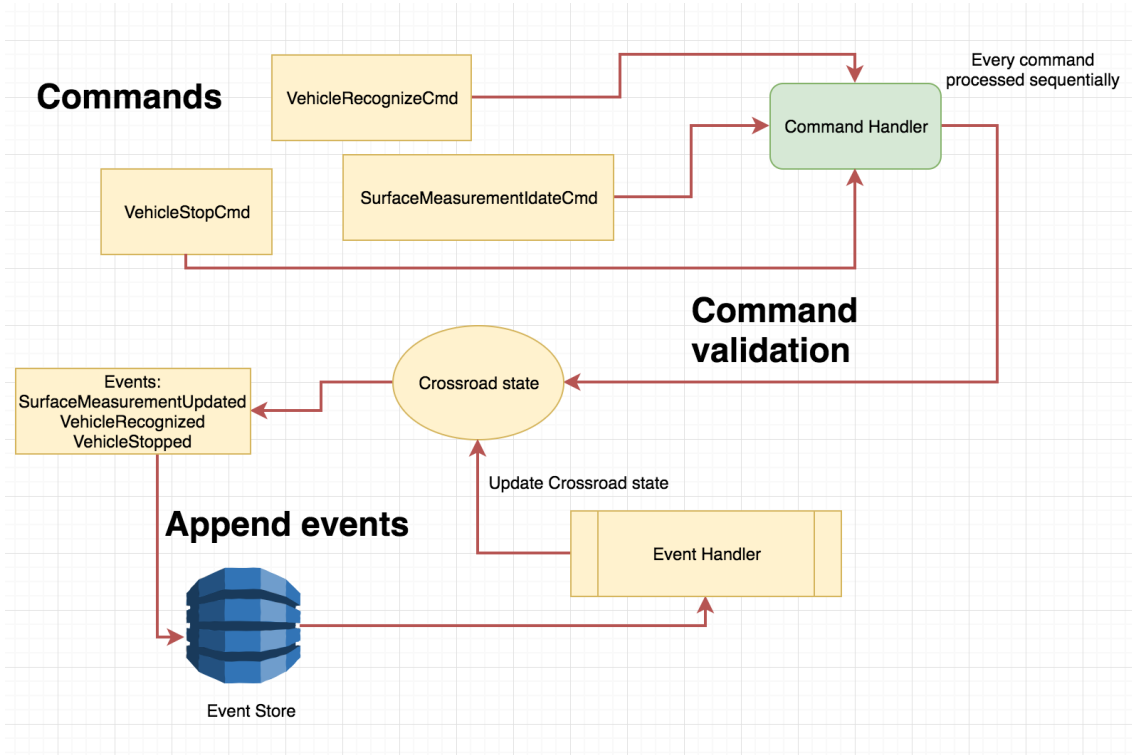 Commands
VehicleRecognizeCmd
Every command
processed sequentially
Command Handler
SurfaceMeasurementIdateCmd
VehicleStopCmd
Command
validation
Crossroad state
Events:
SurfaceMeasurementUpdated
VehicleRecognized
VehicleStopped
Update Crossroad state
Append events
Event Handler
Event Store